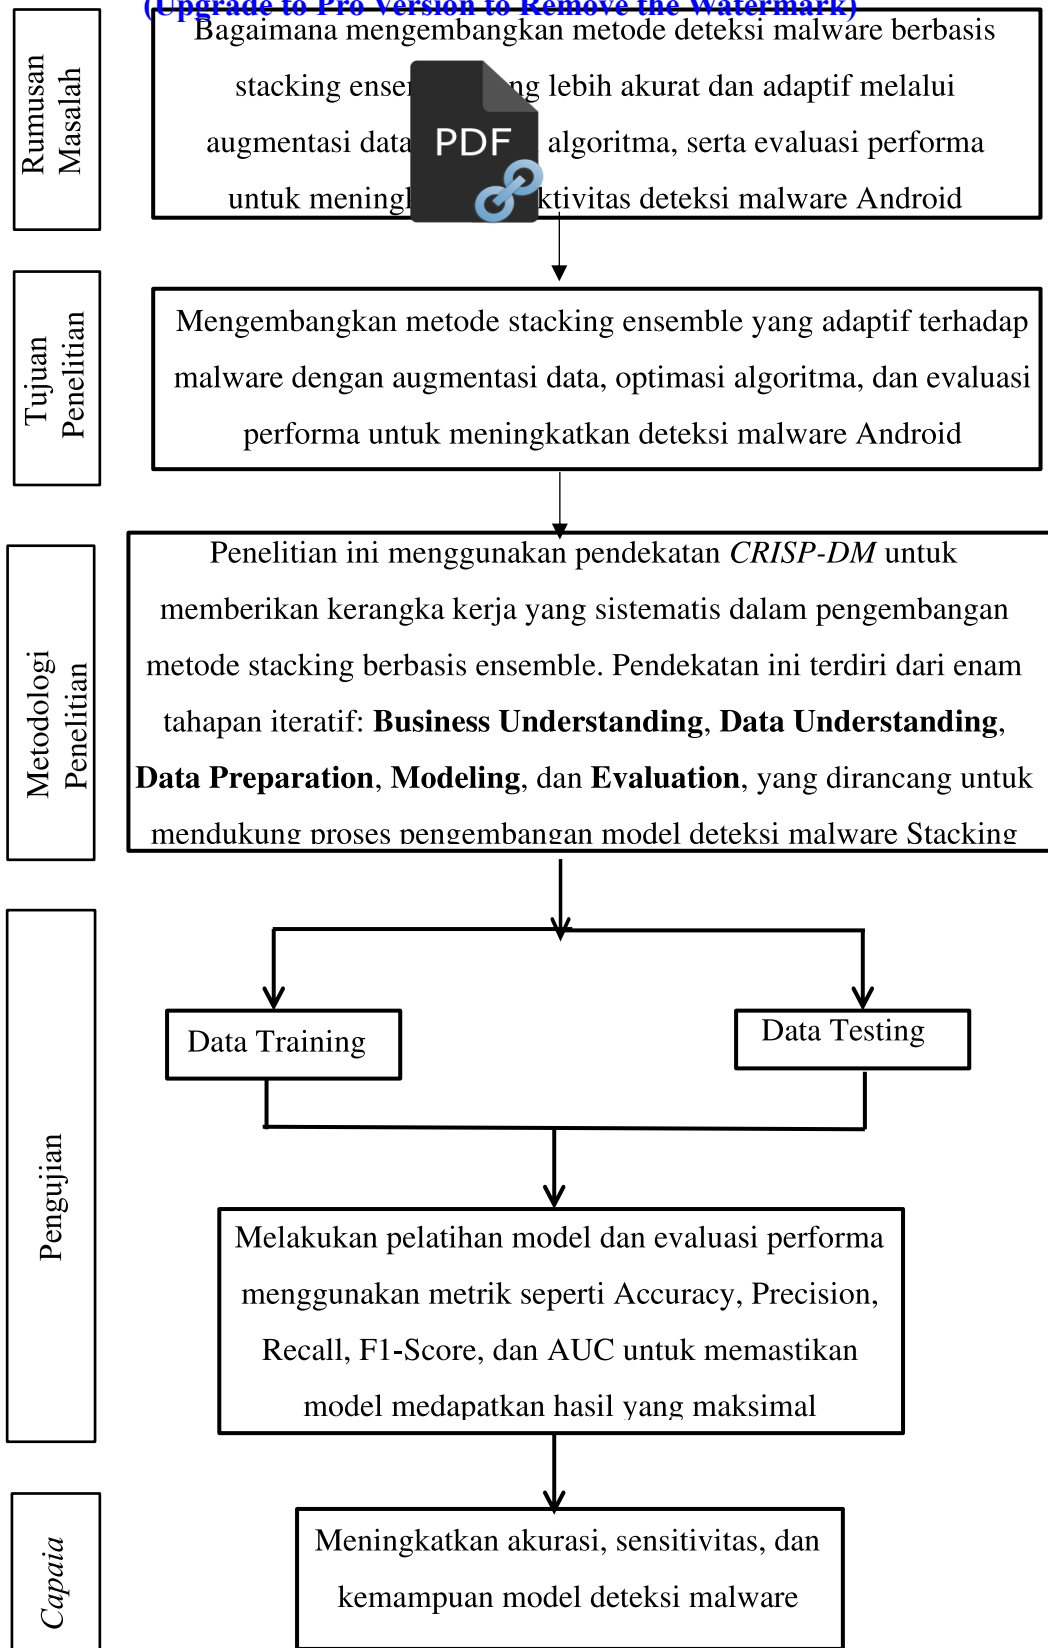 (Upgrade to Pro Version to Remove the Watermark)
Rumusan
Masalah
Bagaimana mengembangkan metode deteksi malware berbasis
stacking ense ng lebih akurat dan adaptif melalui
augmentasi data algoritma, serta evaluasi performa
untuk mening ktivitas deteksi malware Android
PDF
Tujuan
Penelitian
Mengembangkan metode stacking ensemble yang adaptif terhadap
malware dengan augmentasi data, optimasi algoritma, dan evaluasi
performa untuk meningkatkan deteksi malware Android
Metodologi
Penelitian
Penelitian ini menggunakan pendekatan CRISP-DM untuk
memberikan kerangka kerja yang sistematis dalam pengembangan
metode stacking berbasis ensemble. Pendekatan ini terdiri dari enam
tahapan iteratif: Business Understanding, Data Understanding,
Data Preparation, Modeling, dan Evaluation, yang dirancang untuk
mendukung proses pengembangan model deteksi malware Stacking
Pengujian
Data Training
Data Testing
Melakukan pelatihan model dan evaluasi performa
menggunakan metrik seperti Accuracy, Precision,
Recall, F1-Score, dan AUC untuk memastikan
model medapatkan hasil yang maksimal
Capaia
Meningkatkan akurasi, sensitivitas, dan
kemampuan model deteksi malware